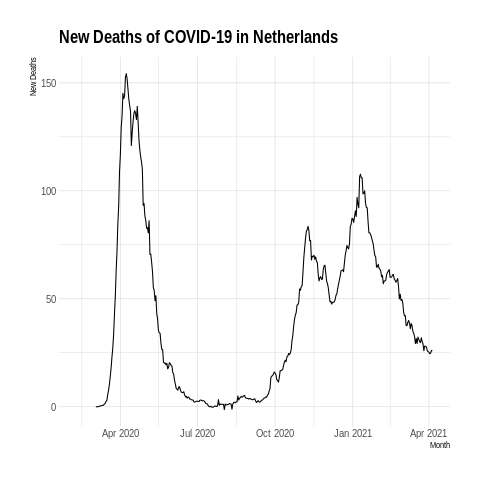 New Deaths of COVID-19 in Netherlands
New Deaths
150
100
50
0
Apr 2020 Jul 2020 Oct 2020 Jan 2021 Apr 2021
Month